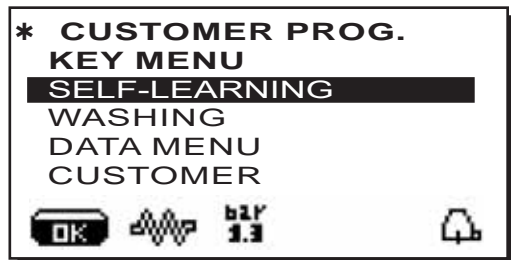 * CUSTOMER PROG.
KEY MENU
SELF-LEARNING
WASHING
DATA MENU
CUSTOMER
OK bar 1.3